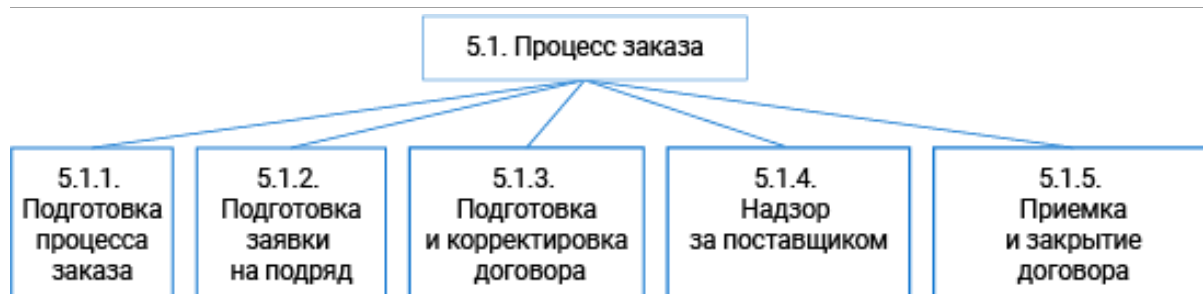 5.1. Процесс заказа
5.1.1.
Подготовка
процесса
заказа
5.1.2.
Подготовка
заявки
на подряд
5.1.3.
Подготовка
и корректировка
договора
5.1.4.
Надзор
за поставщиком
5.1.5.
Приемка
и закрытие
договора